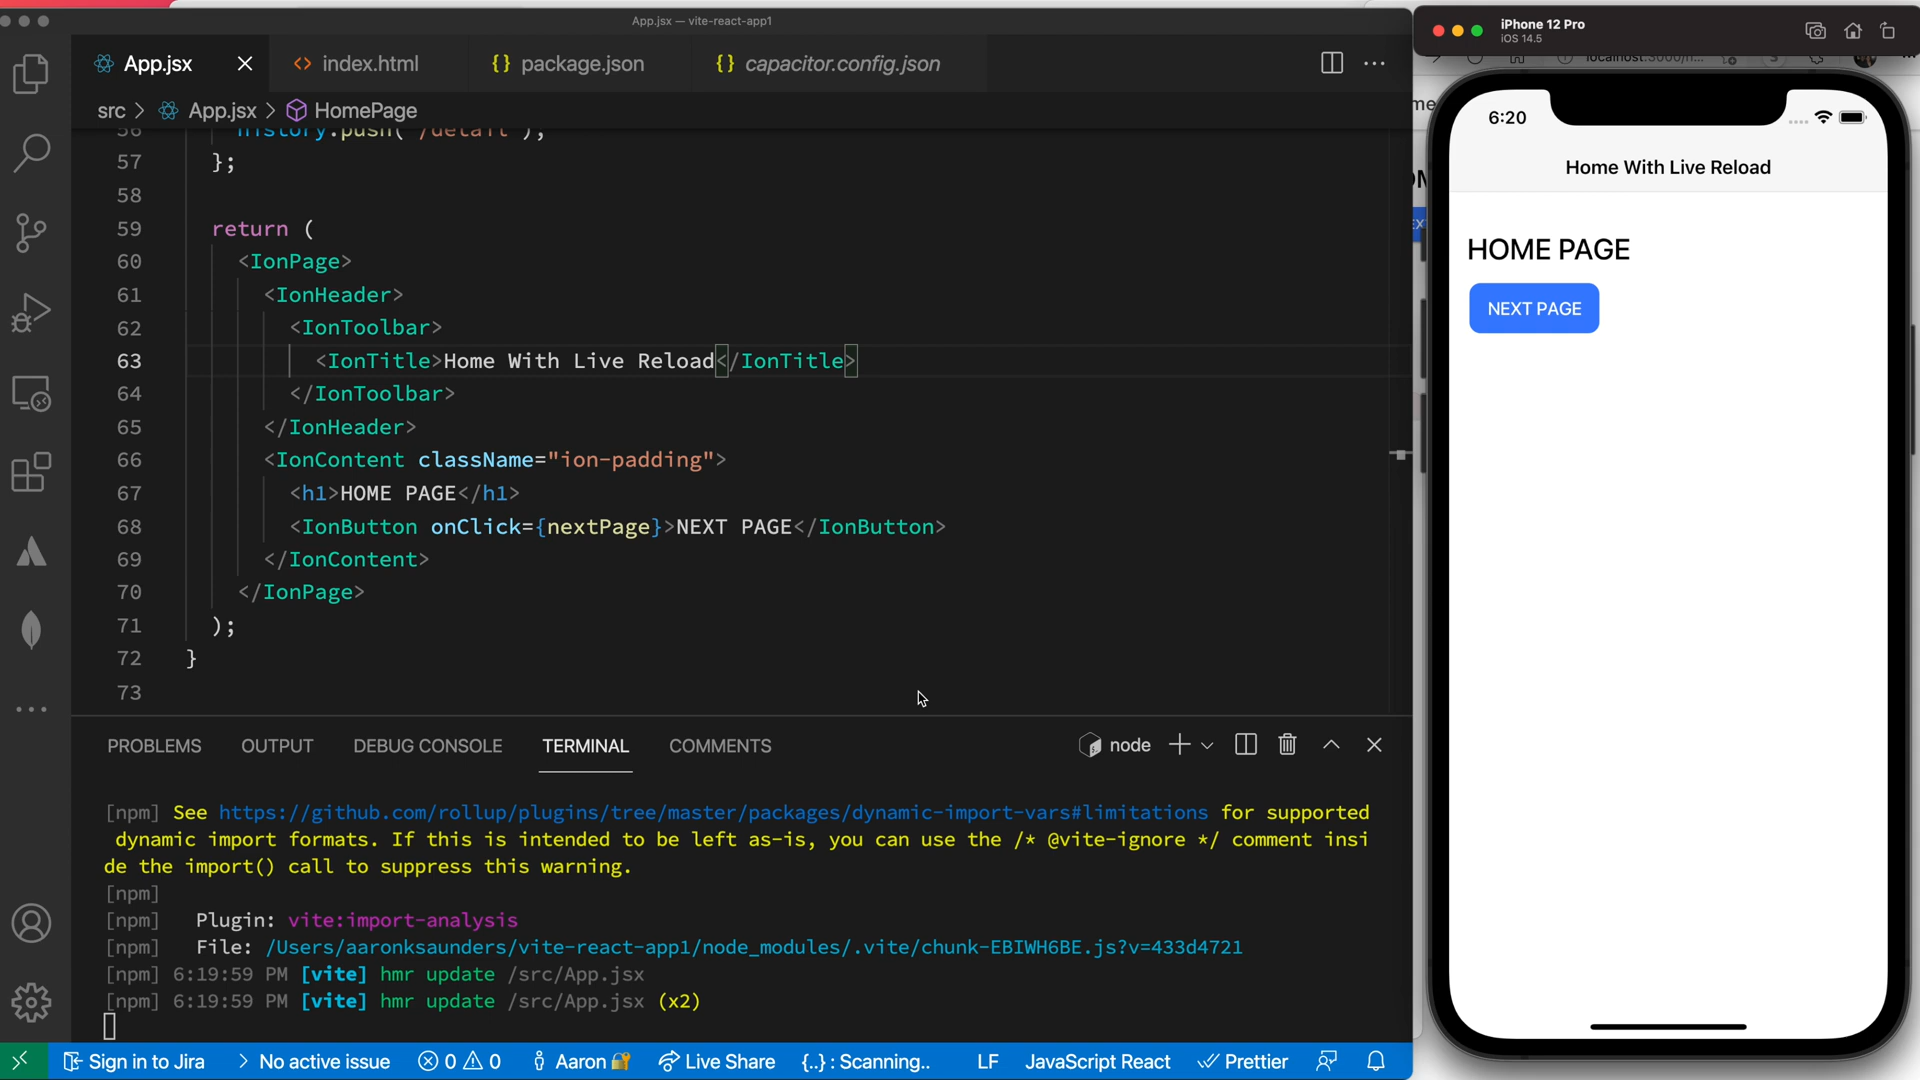 App.jsx — vite-react-app1
App.jsx
index.html
{} package.json
{} capacitor.config.json
src > App.jsx > HomePage
56 history.push('/detail');
57 };
58
59 return (
60 <IonPage>
61 <IonHeader>
62 <IonToolbar>
63 <IonTitle>Home With Live Reload</IonTitle>
64 </IonToolbar>
65 </IonHeader>
66 <IonContent className="ion-padding">
67 <h1>HOME PAGE</h1>
68 <IonButton onClick={nextPage}>NEXT PAGE</IonButton>
69 </IonContent>
70 </IonPage>
71 );
72 }
73
PROBLEMS OUTPUT DEBUG CONSOLE TERMINAL COMMENTS
node
[npm] See https://github.com/rollup/plugins/tree/master/packages/dynamic-import-vars#limitations for supported
dynamic import formats. If this is intended to be left as-is, you can use the /* @vite-ignore */ comment insi
de the import() call to suppress this warning.
[npm]
[npm] Plugin: vite:import-analysis
[npm] File: /Users/aaronksaunders/vite-react-app1/node_modules/.vite/chunk-EBIWH6BE.js?v=433d4721
[npm] 6:19:59 PM [vite] hmr update /src/App.jsx
[npm] 6:19:59 PM [vite] hmr update /src/App.jsx (x2)
Sign in to Jira
No active issue
0 0
Aaron
Live Share
{..} : Scanning..
LF
JavaScript React
Prettier
iPhone 12 Pro
iOS 14.5
6:20
Home With Live Reload
HOME PAGE
NEXT PAGE